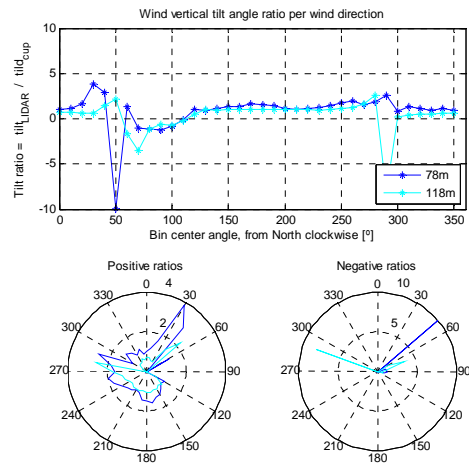 Wind vertical tilt angle ratio per wind direction
Tilt ratio = tilt_LIDAR / tild_cup
10
5
0
-5
-10
0 50 100 150 200 250 300 350
Bin center angle, from North clockwise [º]
78m
118m
Positive ratios
0 30 60 90 120 150 180 210 240 270 300 330
2 4
Negative ratios
0 30 60 90 120 150 180 210 240 270 300 330
5 10